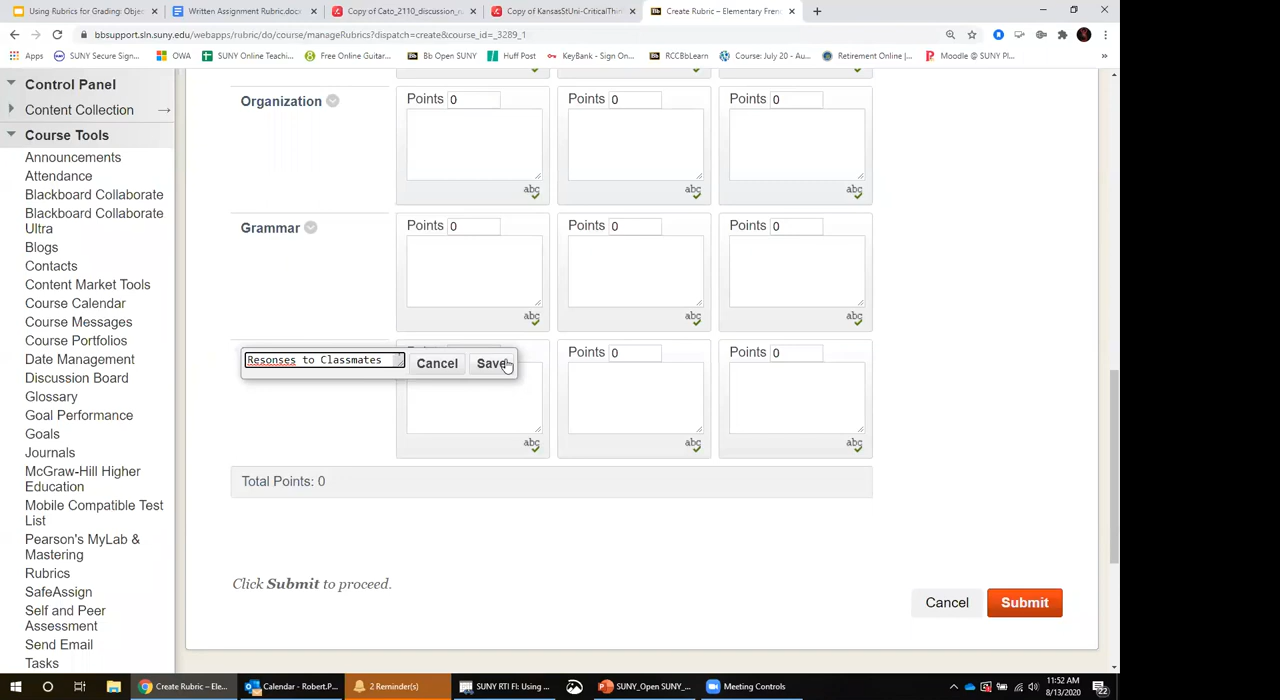 Using Rubrics for Grading: Objec
Written Assignment Rubric.docx
Copy of Cato_2110_discussion_ru
Copy of KansasStUni-CriticalThin
Create Rubric – Elementary Fren
bbsupport.sln.suny.edu/webapps/rubric/do/course/manageRubrics?dispatch=create&course_id=_3289_1
Apps
SUNY Secure Sign...
OWA
SUNY Online Teachi...
Free Online Guitar...
Bb Open SUNY
Huff Post
KeyBank - Sign On...
RCCBbLearn
Course: July 20 - Au...
Retirement Online |...
Moodle @ SUNY Pl...
Control Panel
Content Collection
Course Tools
Announcements
Attendance
Blackboard Collaborate
Blackboard Collaborate
Ultra
Blogs
Contacts
Content Market Tools
Course Calendar
Course Messages
Course Portfolios
Date Management
Discussion Board
Glossary
Goal Performance
Goals
Journals
McGraw-Hill Higher
Education
Mobile Compatible Test
List
Pearson's MyLab &
Mastering
Rubrics
SafeAssign
Self and Peer
Assessment
Send Email
Tasks
Organization
Points 0
Points 0
Points 0
abc
abc
abc
Grammar
Points 0
Points 0
Points 0
abc
abc
abc
Resonses to Classmates
Cancel
Save
Points 0
Points 0
abc
abc
abc
Total Points: 0
Click Submit to proceed.
Cancel
Submit
Create Rubric – Ele...
Calendar - Robert.P...
2 Reminder(s)
SUNY RTI FI: Using ...
SUNY_Open SUNY_...
Meeting Controls
11:52 AM
8/13/2020
22